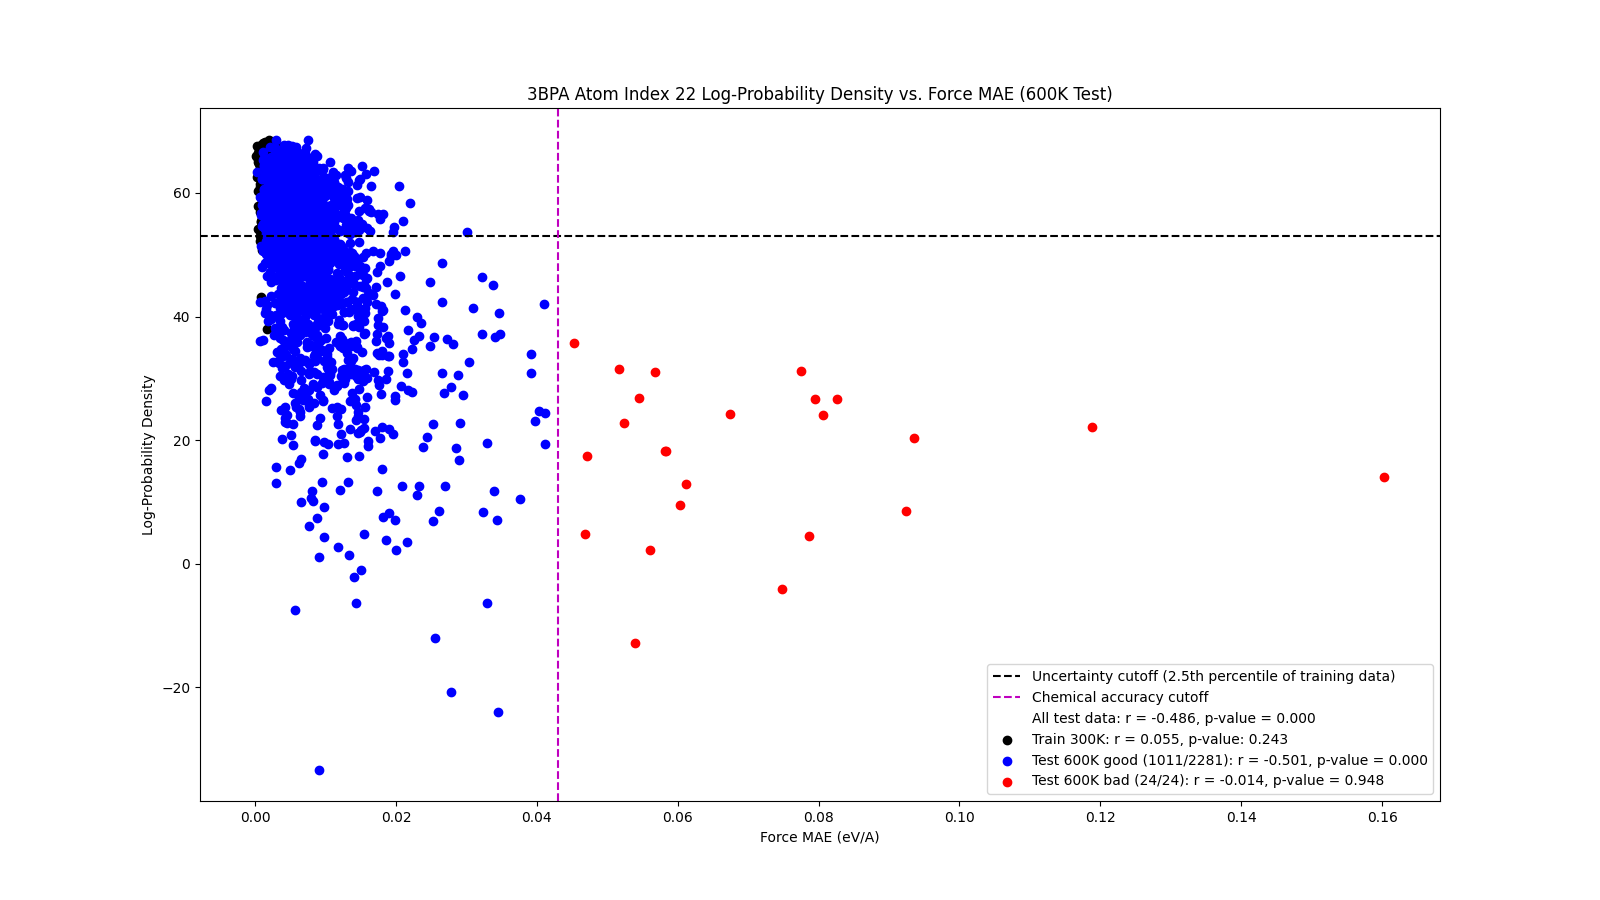 3BPA Atom Index 22 Log-Probability Density vs. Force MAE (600K Test)
Log-Probability Density
60
40
20
0
−20
Uncertainty cutoff (2.5th percentile of training data)
Chemical accuracy cutoff
All test data: r = -0.486, p-value = 0.000
Train 300K: r = 0.055, p-value: 0.243
Test 600K good (1011/2281): r = -0.501, p-value = 0.000
Test 600K bad (24/24): r = -0.014, p-value = 0.948
0.00 0.02 0.04 0.06 0.08 0.10 0.12 0.14 0.16
Force MAE (eV/A)